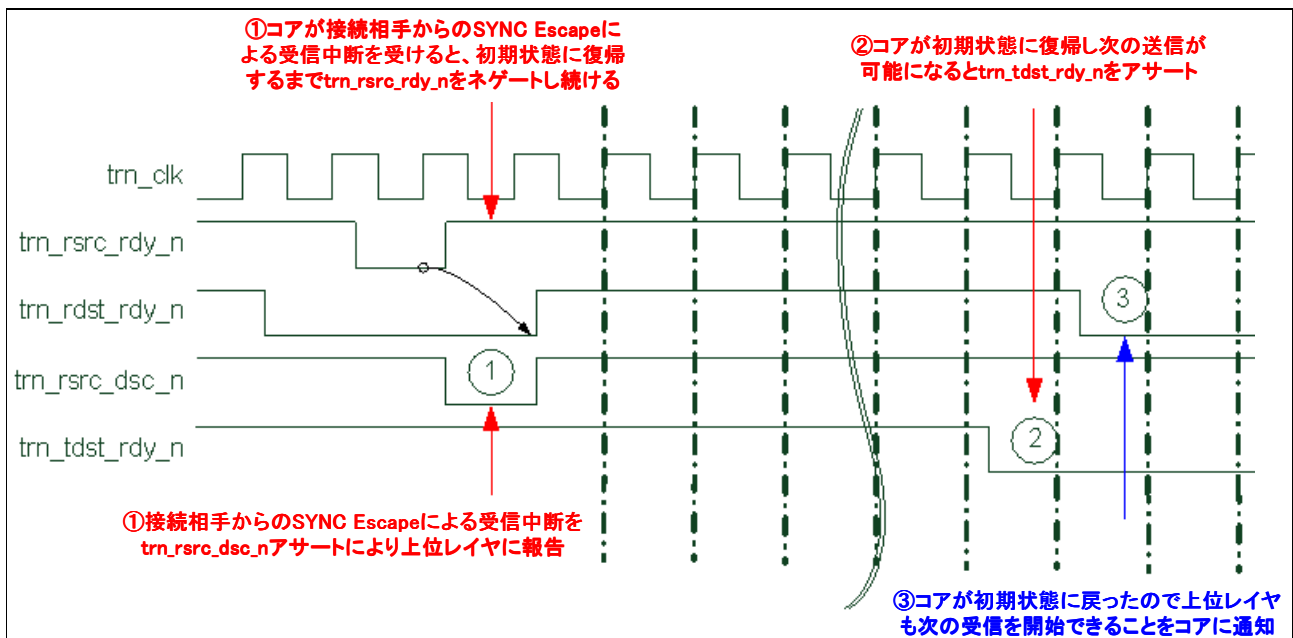 ①コアが接続相手からのSYNC Escapeに
よる受信中断を受けると、初期状態に復帰
するまでtrn_rsrc_rdy_nをネゲートし続ける
②コアが初期状態に復帰し次の送信が
可能になるとtrn_tdst_rdy_nをアサート
trn_clk
trn_rsrc_rdy_n
trn_rdst_rdy_n
3
trn_rsrc_dsc_n
1
trn_tdst_rdy_n
2
①接続相手からのSYNC Escapeによる受信中断を
trn_rsrc_dsc_nアサートにより上位レイヤに報告
③コアが初期状態に戻ったので上位レイヤ
も次の受信を開始できることをコアに通知